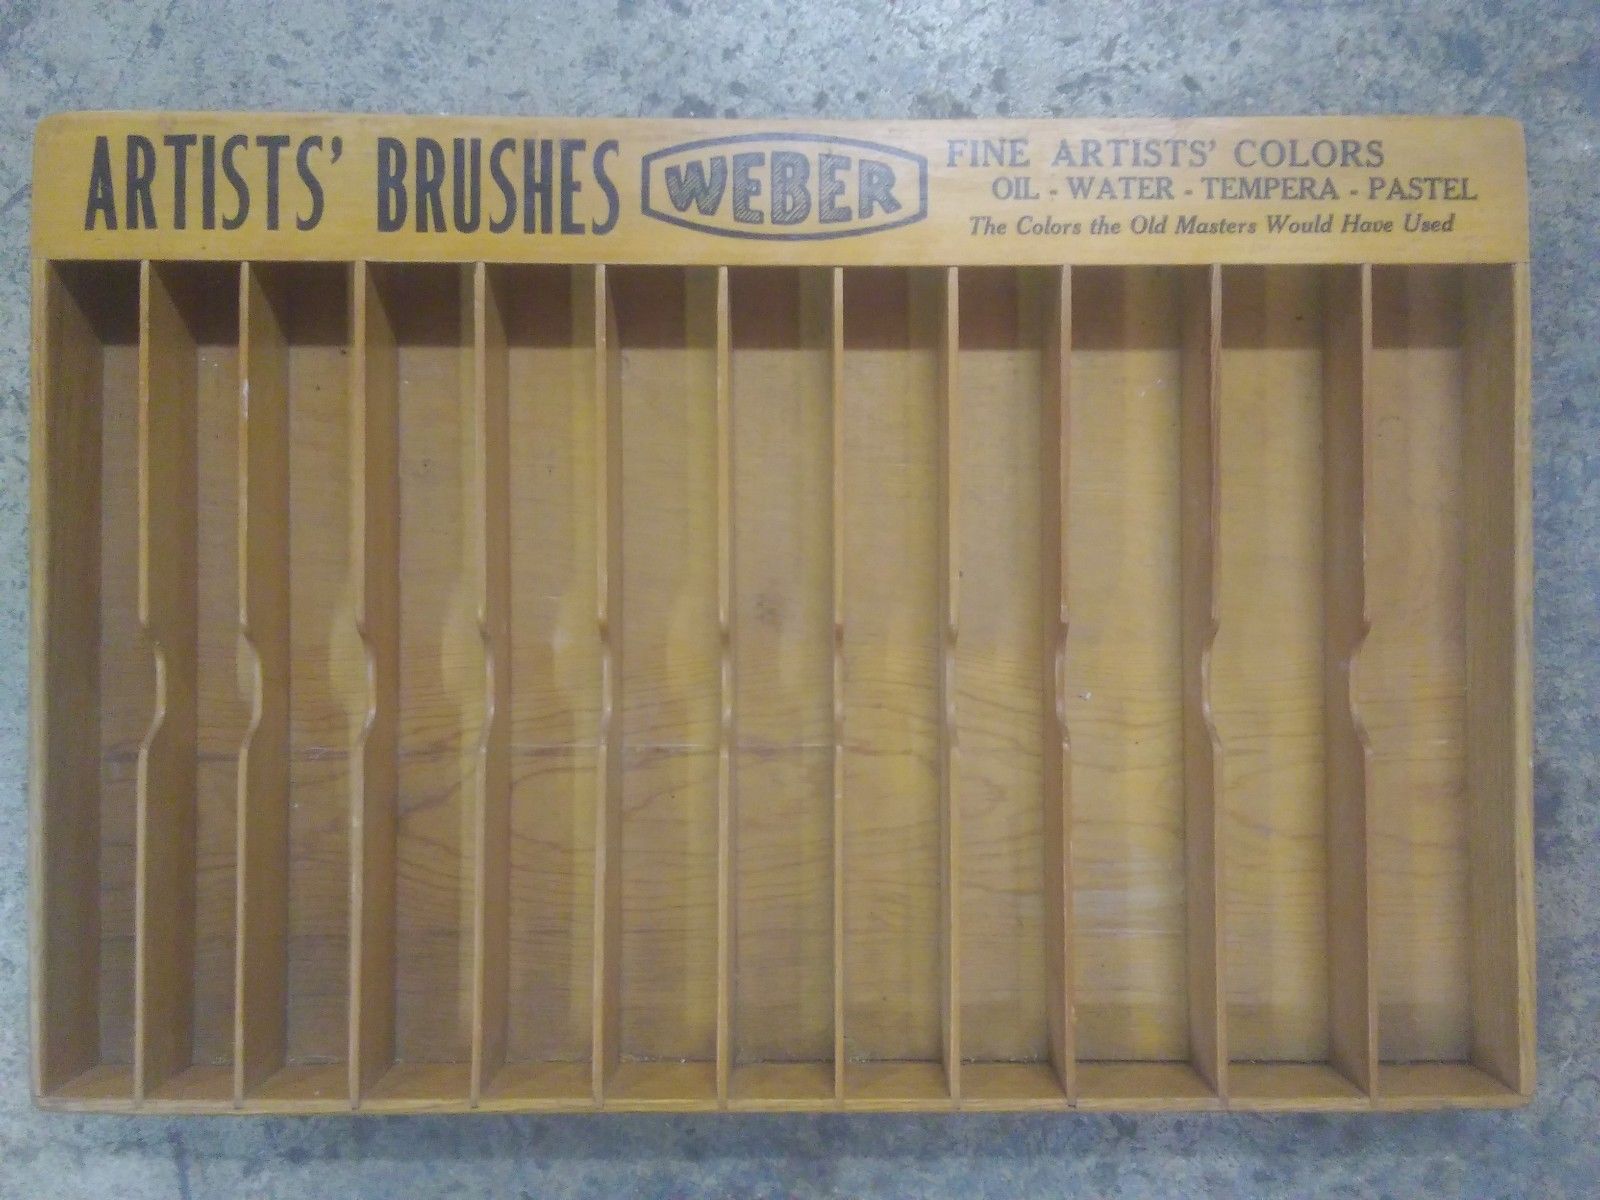 ARTISTS' BRUSHES
WEBER
FINE ARTISTS' COLORS
OIL - WATER - TEMPERA - PASTEL
The Colors the Old Masters Would Have Used